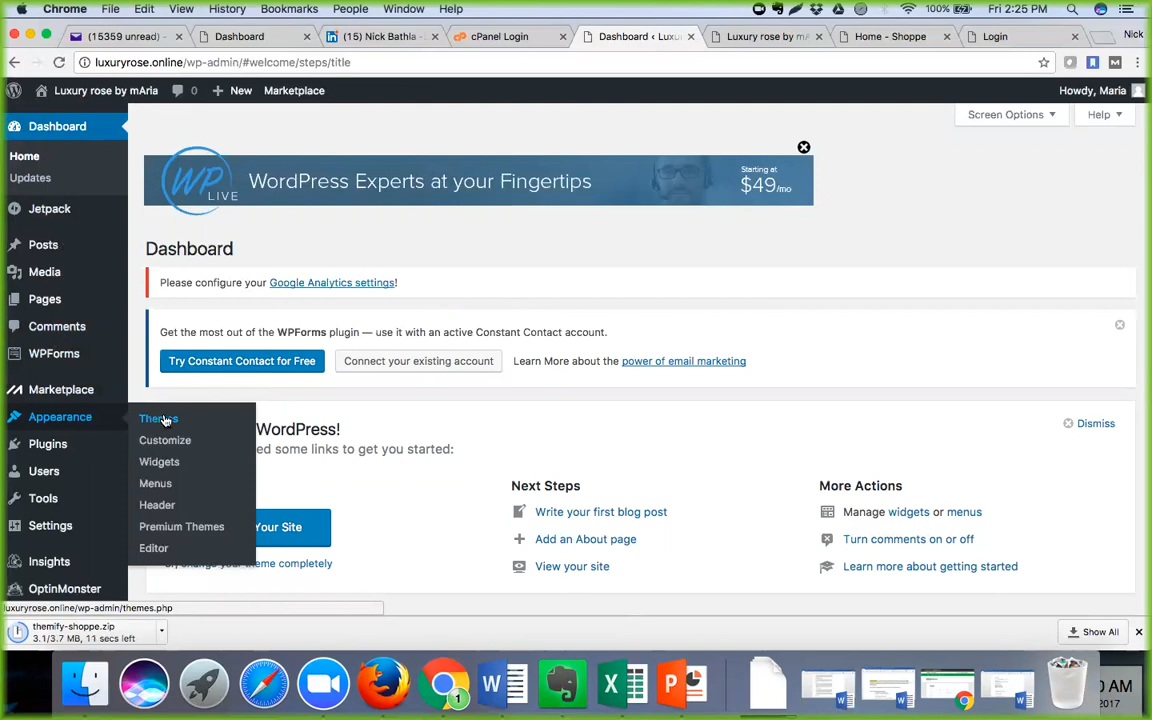 Chrome File Edit View History Bookmarks People Window Help 100% Fri 2:25 PM
(15359 unread) - Dashboard (15) Nick Bathla - cPanel Login Dashboard ‹ Luxu Luxury rose by mA Home - Shoppe Login Nick
luxuryrose.online/wp-admin/#welcome/steps/title
Luxury rose by mAria 0 + New Marketplace Howdy, Maria
Screen Options ▼ Help ▼
Dashboard
Home
Updates
Jetpack
Posts
Media
Pages
Comments
WPForms
Marketplace
Appearance
Plugins
Users
Tools
Settings
Insights
OptinMonster
Themes
Customize
Widgets
Menus
Header
Premium Themes
Editor
WP LIVE WordPress Experts at your Fingertips Starting at $49/mo
Dashboard
Please configure your Google Analytics settings!
Get the most out of the WPForms plugin — use it with an active Constant Contact account.
Try Constant Contact for Free Connect your existing account Learn More about the power of email marketing
WordPress! Dismiss
ed some links to get you started:
Your Site
change your theme completely
Next Steps
Write your first blog post
Add an About page
View your site
More Actions
Manage widgets or menus
Turn comments on or off
Learn more about getting started
luxuryrose.online/wp-admin/themes.php
themify-shoppe.zip
3.1/3.7 MB, 11 secs left
Show All
1 W X P
0 AM
2017